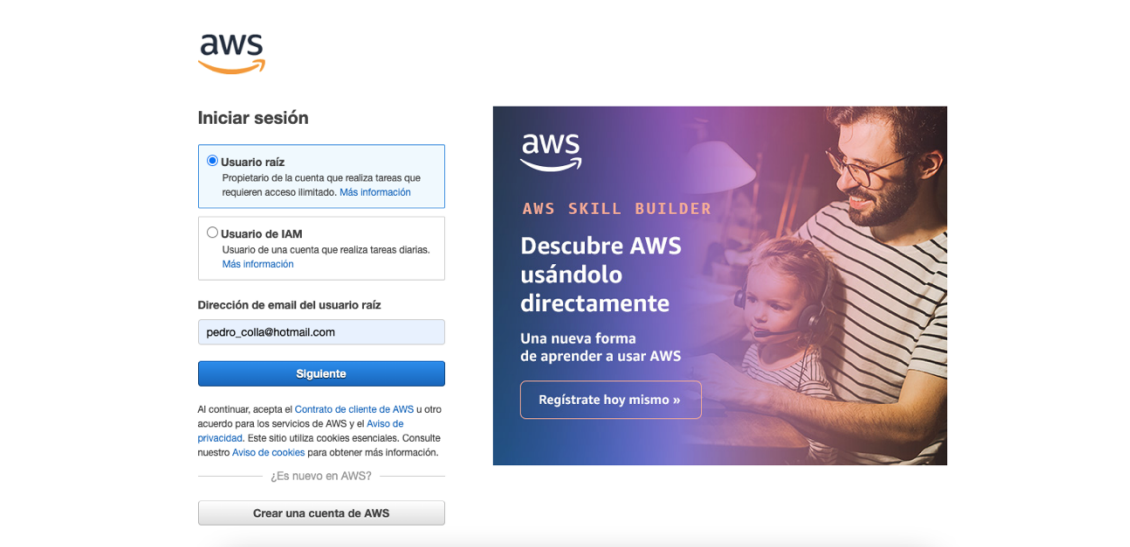 aws
Iniciar sesión
Usuario raíz
Propietario de la cuenta que realiza tareas que
requieren acceso ilimitado. Más información
Usuario de IAM
Usuario de una cuenta que realiza tareas diarias.
Más información
Dirección de email del usuario raíz
pedro_colla@hotmail.com
Siguiente
Al continuar, acepta el Contrato de cliente de AWS u otro
acuerdo para los servicios de AWS y el Aviso de
privacidad. Este sitio utiliza cookies esenciales. Consulte
nuestro Aviso de cookies para obtener más información.
¿Es nuevo en AWS?
Crear una cuenta de AWS
aws
AWS SKILL BUILDER
Descubre AWS
usándolo
directamente
Una nueva forma
de aprender a usar AWS
Regístrate hoy mismo »